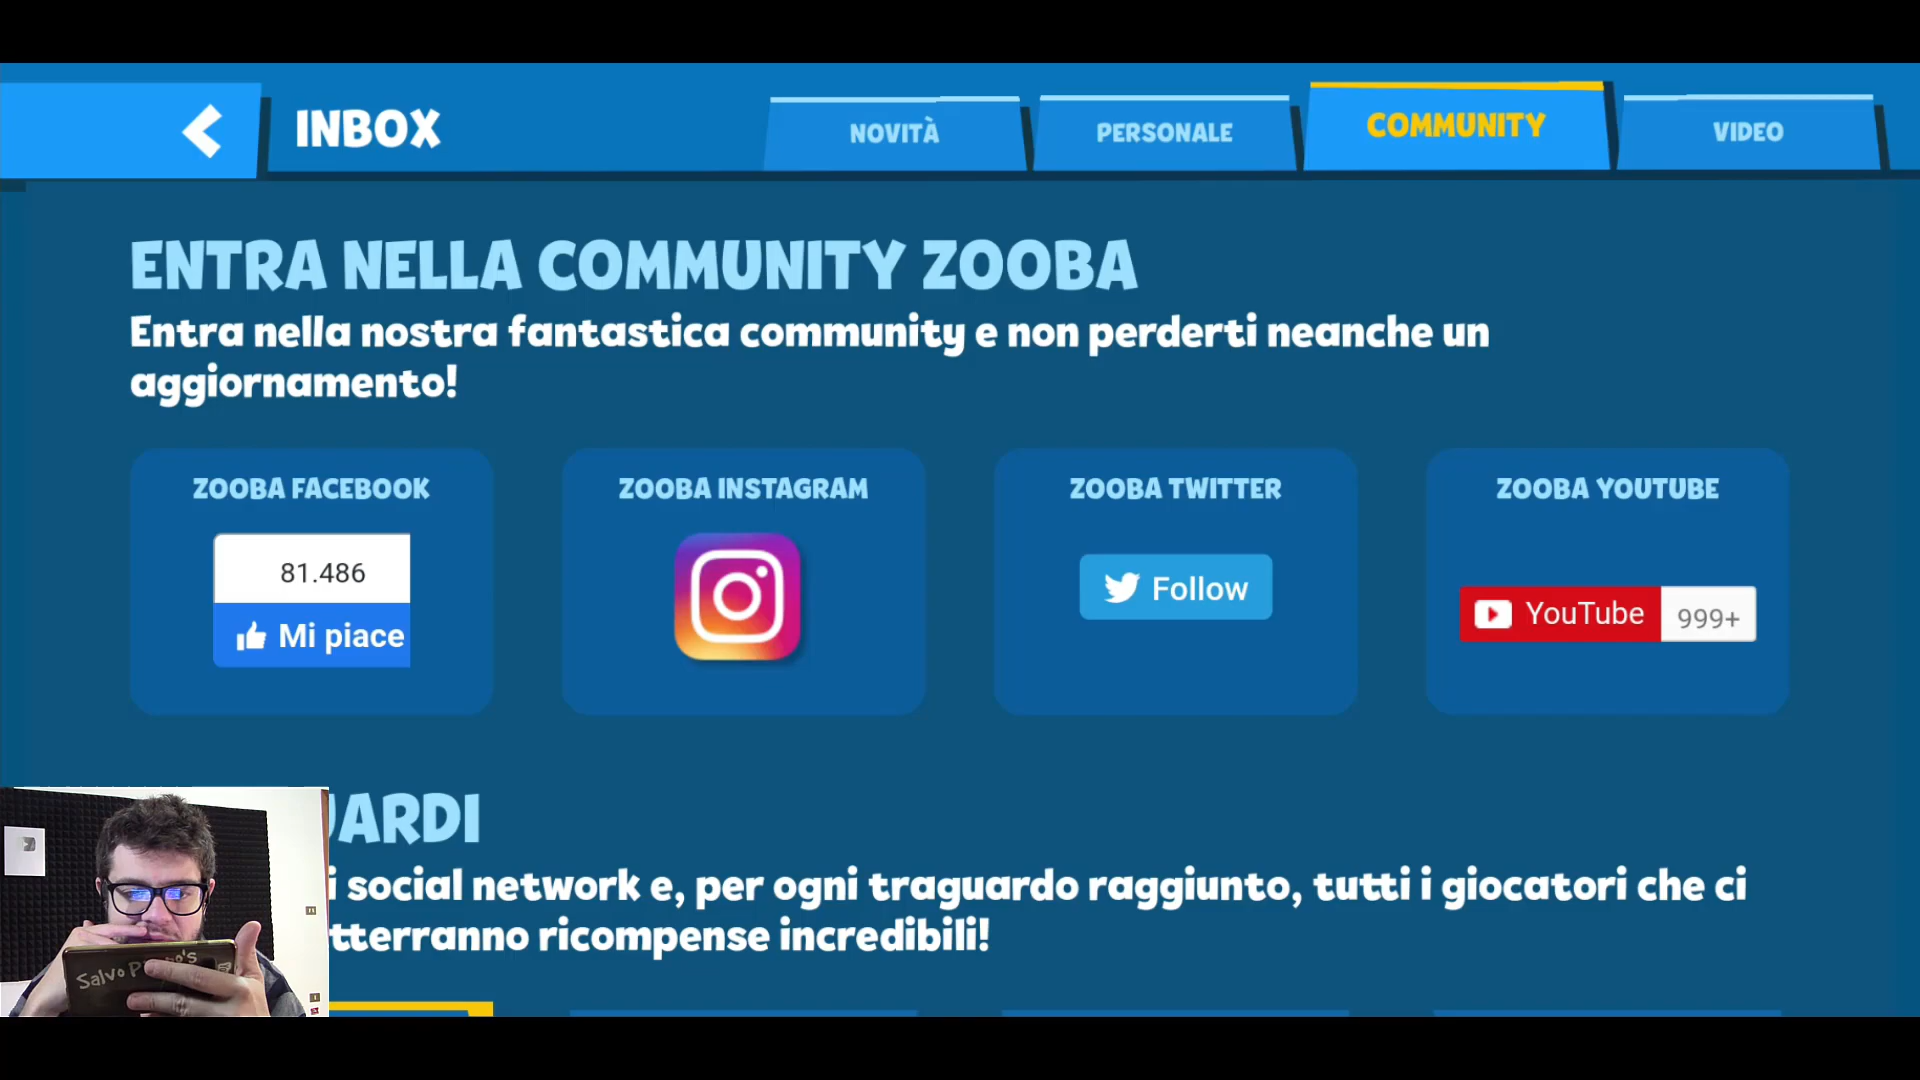 INBOX
NOVITÀ
PERSONALE
COMMUNITY
VIDEO
ENTRA NELLA COMMUNITY ZOOBA
Entra nella nostra fantastica community e non perderti neanche un
aggiornamento!
ZOOBA FACEBOOK
81.486
Mi piace
ZOOBA INSTAGRAM
ZOOBA TWITTER
Follow
ZOOBA YOUTUBE
YouTube
999+
UARDI
i social network e, per ogni traguardo raggiunto, tutti i giocatori che ci
tterranno ricompense incredibili!
Salvo